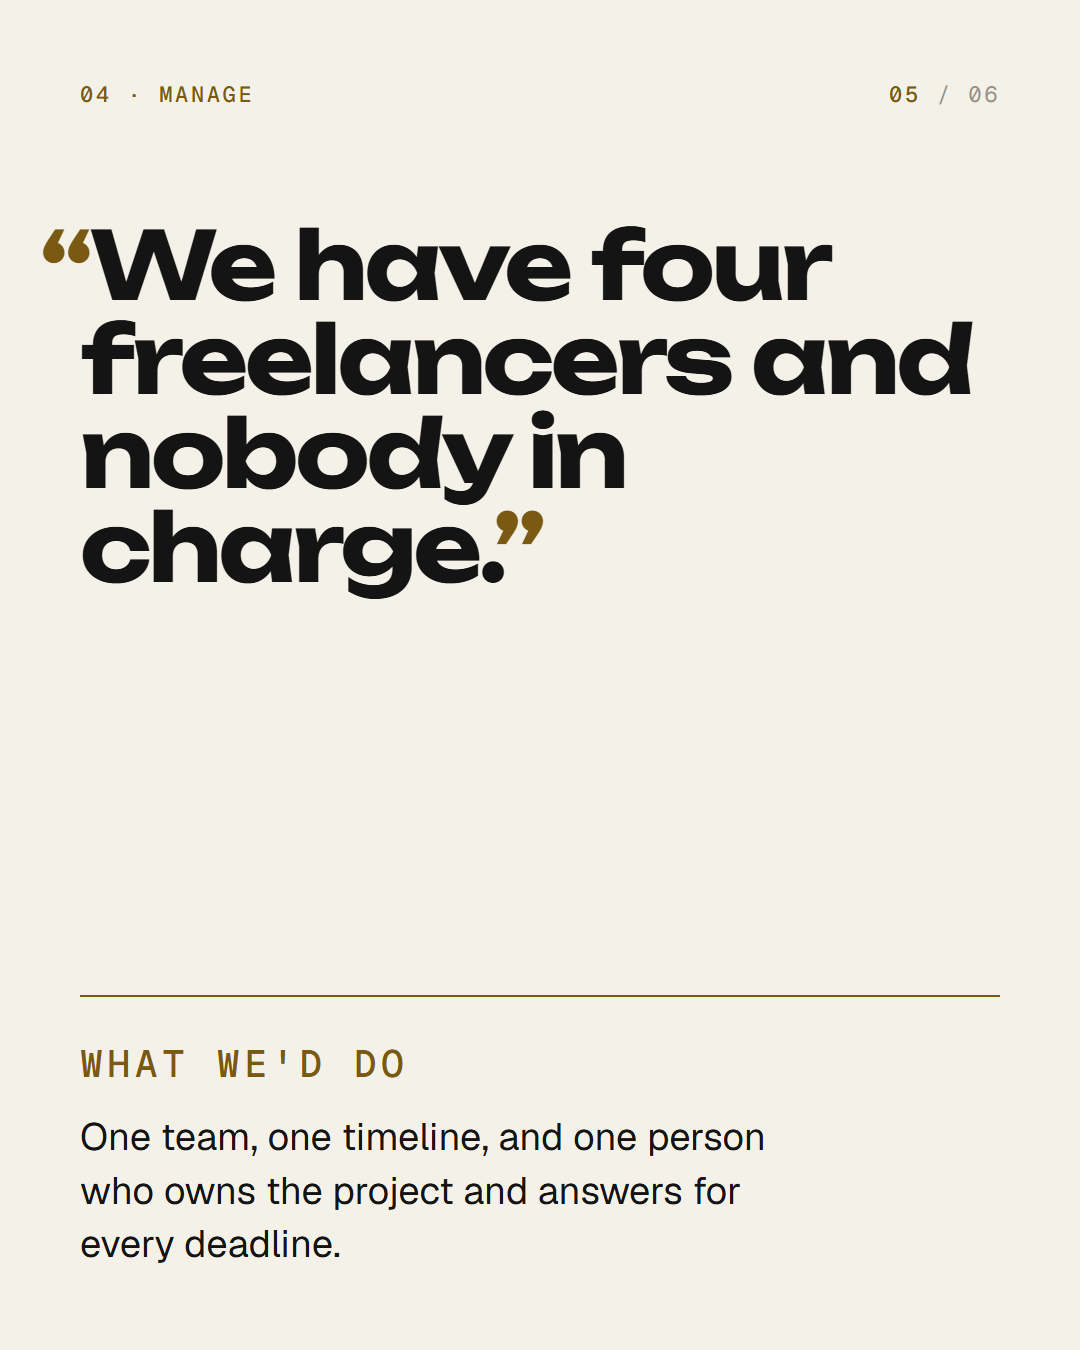 04 · MANAGE
05 / 06
“We have four
freelancers and
nobody in
charge.”
WHAT WE'D DO
One team, one timeline, and one person
who owns the project and answers for
every deadline.